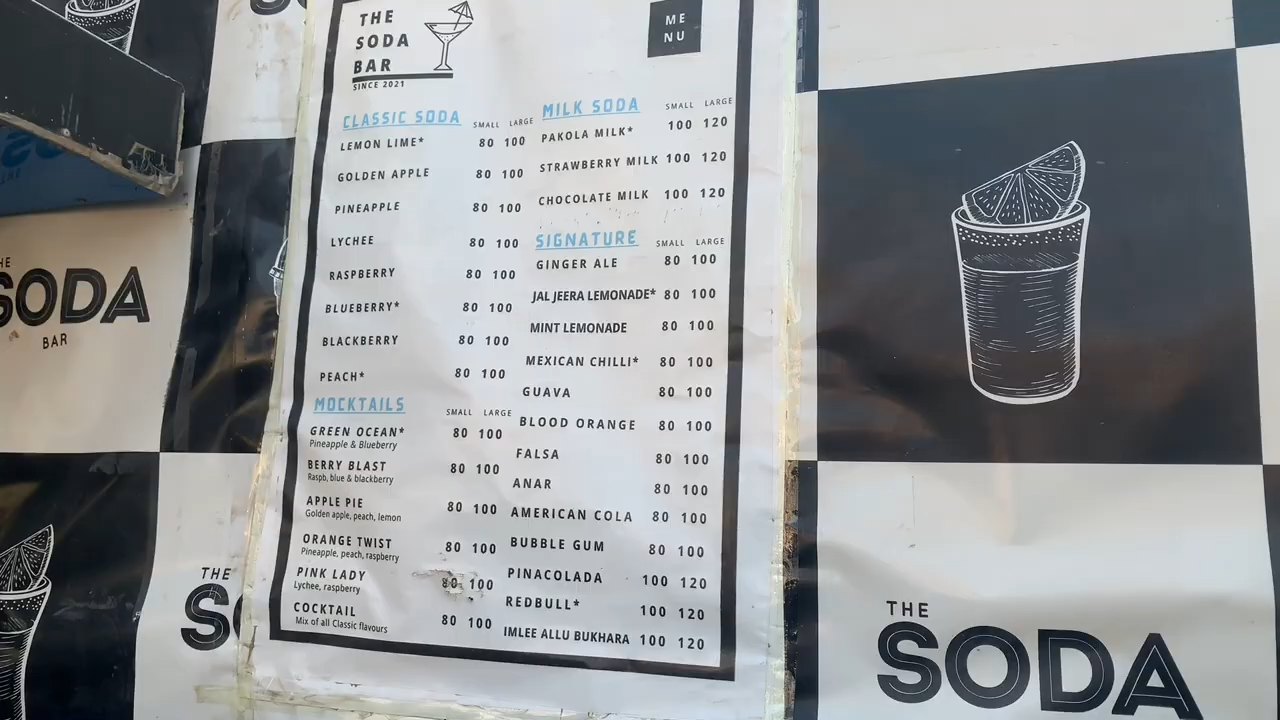 THE
SODA
BAR
SINCE 2021
ME
NU
CLASSIC SODA SMALL LARGE
LEMON LIME* 80 100
GOLDEN APPLE 80 100
PINEAPPLE 80 100
LYCHEE 80 100
RASPBERRY 80 100
BLUEBERRY* 80 100
BLACKBERRY 80 100
PEACH* 80 100
MOCKTAILS SMALL LARGE
GREEN OCEAN* 80 100
Pineapple & Blueberry
BERRY BLAST 80 100
Raspb, blue & blackberry
APPLE PIE 80 100
Golden apple, peach, lemon
ORANGE TWIST 80 100
Pineapple, peach, raspberry
PINK LADY 80 100
Lychee, raspberry
COCKTAIL 80 100
Mix of all Classic flavours
MILK SODA SMALL LARGE
PAKOLA MILK* 100 120
STRAWBERRY MILK 100 120
CHOCOLATE MILK 100 120
SIGNATURE SMALL LARGE
GINGER ALE 80 100
JAL JEERA LEMONADE* 80 100
MINT LEMONADE 80 100
MEXICAN CHILLI* 80 100
GUAVA 80 100
BLOOD ORANGE 80 100
FALSA 80 100
ANAR 80 100
AMERICAN COLA 80 100
BUBBLE GUM 80 100
PINACOLADA 100 120
REDBULL* 100 120
IMLEE ALLU BUKHARA 100 120
SODA
BAR
THE
THE
SODA